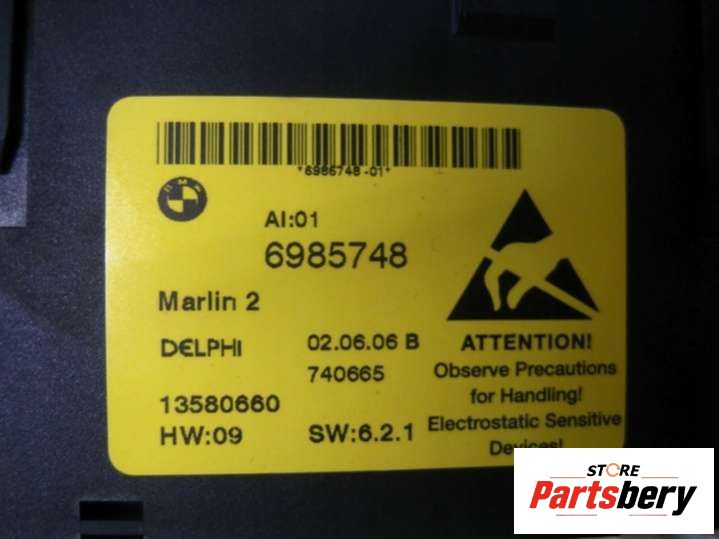 *6985748-01*
BMW
AI:01
6985748
Marlin 2
DELPHI 02.06.06 B
740665
13580660
HW:09 SW:6.2.1
ATTENTION!
Observe Precautions
for Handling!
Electrostatic Sensitive
Devices!
STORE
Partsbery